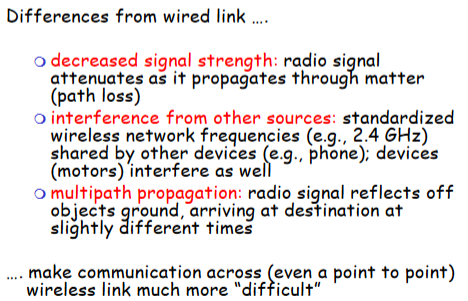 Differences from wired link ....
decreased signal strength: radio signal
attenuates as it propagates through matter
(path loss)
interference from other sources: standardized
wireless network frequencies (e.g., 2.4 GHz)
shared by other devices (e.g., phone); devices
(motors) interfere as well
multipath propagation: radio signal reflects off
objects ground, arriving at destination at
slightly different times
.... make communication across (even a point to point)
wireless link much more “difficult”